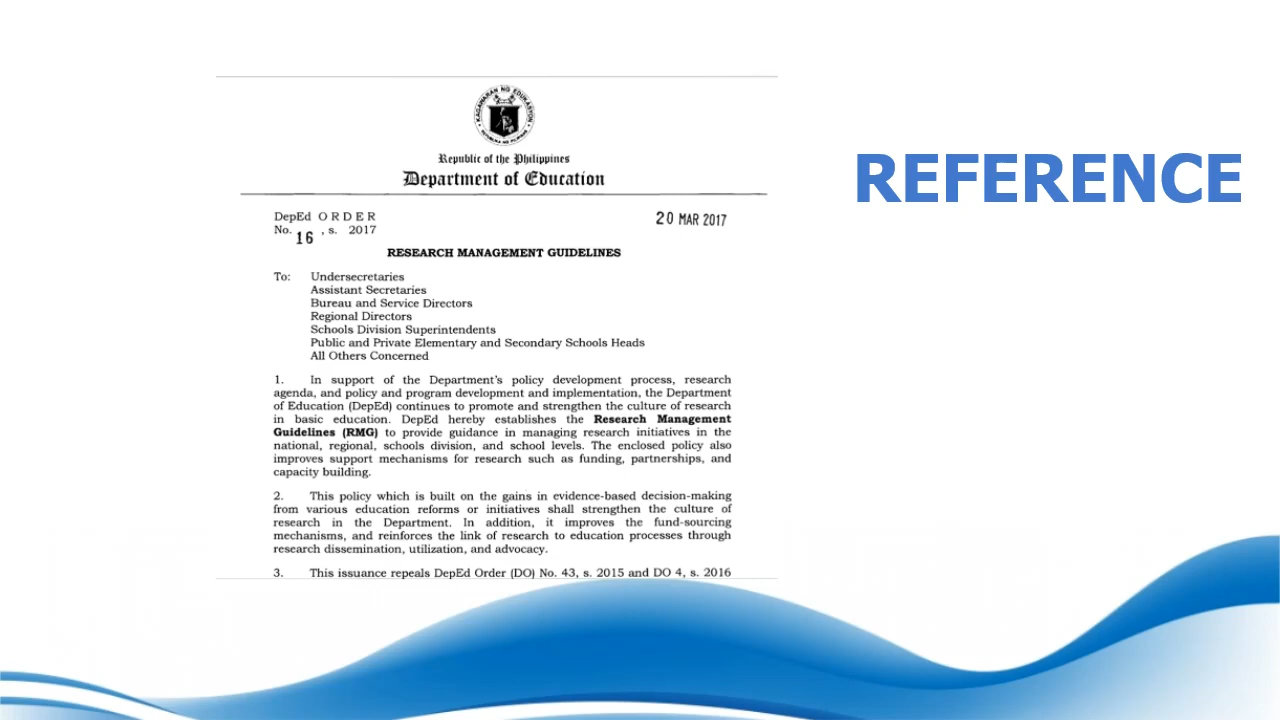 REFERENCE
KAGAWARAN NG EDUKASYON
REPUBLIKA NG PILIPINAS
Republic of the Philippines
Department of Education
DepEd O R D E R
No. 16 , s. 2017
20 MAR 2017
RESEARCH MANAGEMENT GUIDELINES
To: Undersecretaries
Assistant Secretaries
Bureau and Service Directors
Regional Directors
Schools Division Superintendents
Public and Private Elementary and Secondary Schools Heads
All Others Concerned
1. In support of the Department's policy development process, research
agenda, and policy and program development and implementation, the Department
of Education (DepEd) continues to promote and strengthen the culture of research
in basic education. DepEd hereby establishes the Research Management
Guidelines (RMG) to provide guidance in managing research initiatives in the
national, regional, schools division, and school levels. The enclosed policy also
improves support mechanisms for research such as funding, partnerships, and
capacity building.
2. This policy which is built on the gains in evidence-based decision-making
from various education reforms or initiatives shall strengthen the culture of
research in the Department. In addition, it improves the fund-sourcing
mechanisms, and reinforces the link of research to education processes through
research dissemination, utilization, and advocacy.
3. This issuance repeals DepEd Order (DO) No. 43, s. 2015 and DO 4, s. 2016